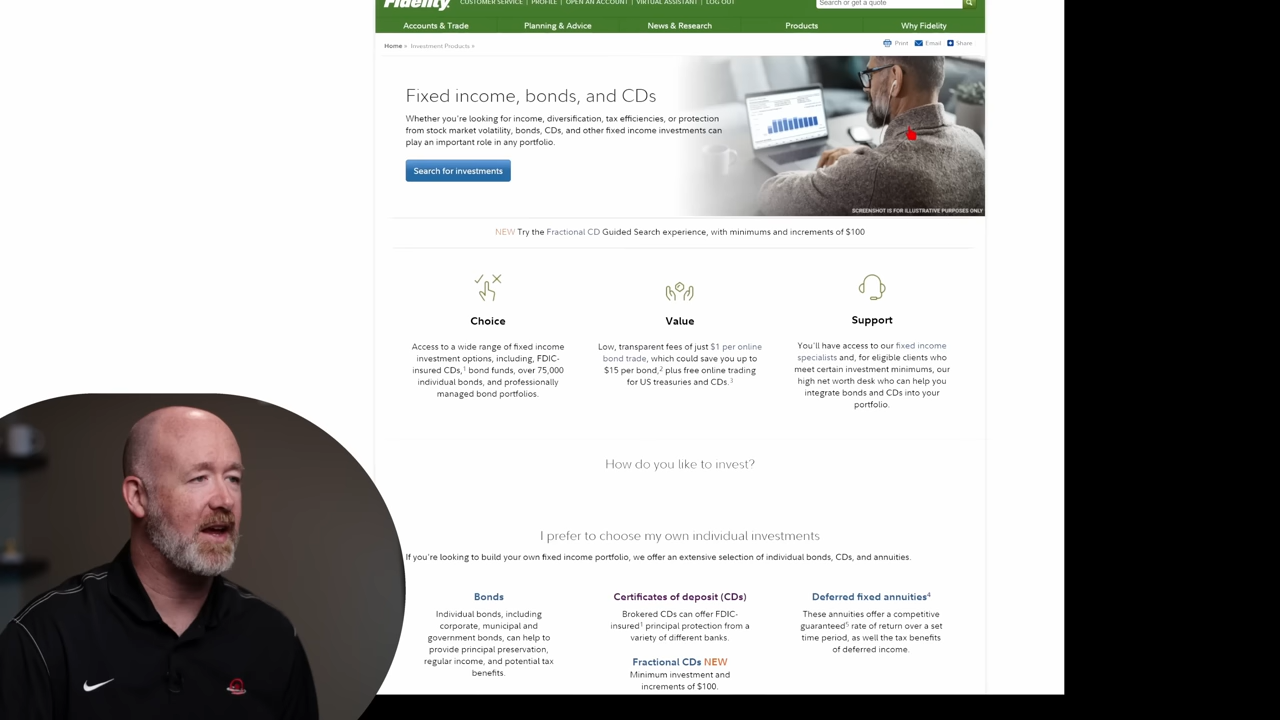 Fidelity
CUSTOMER SERVICE | PROFILE | OPEN AN ACCOUNT | VIRTUAL ASSISTANT | LOG OUT
Search or get a quote
Accounts & Trade
Planning & Advice
News & Research
Products
Why Fidelity
Home » Investment Products »
Print
Email
Share
Fixed income, bonds, and CDs
Whether you're looking for income, diversification, tax efficiencies, or protection
from stock market volatility, bonds, CDs, and other fixed income investments can
play an important role in any portfolio.
Search for investments
SCREENSHOT IS FOR ILLUSTRATIVE PURPOSES ONLY
NEW Try the Fractional CD Guided Search experience, with minimums and increments of $100
Choice
Access to a wide range of fixed income
investment options, including, FDIC-
insured CDs,¹ bond funds, over 75,000
individual bonds, and professionally
managed bond portfolios.
Value
Low, transparent fees of just $1 per online
bond trade, which could save you up to
$15 per bond,² plus free online trading
for US treasuries and CDs.³
Support
You'll have access to our fixed income
specialists and, for eligible clients who
meet certain investment minimums, our
high net worth desk who can help you
integrate bonds and CDs into your
portfolio.
How do you like to invest?
I prefer to choose my own individual investments
If you're looking to build your own fixed income portfolio, we offer an extensive selection of individual bonds, CDs, and annuities.
Bonds
Individual bonds, including
corporate, municipal and
government bonds, can help to
provide principal preservation,
regular income, and potential tax
benefits.
Certificates of deposit (CDs)
Brokered CDs can offer FDIC-
insured¹ principal protection from a
variety of different banks.
Fractional CDs NEW
Minimum investment and
increments of $100.
Deferred fixed annuities⁴
These annuities offer a competitive
guaranteed⁵ rate of return over a set
time period, as well the tax benefits
of deferred income.